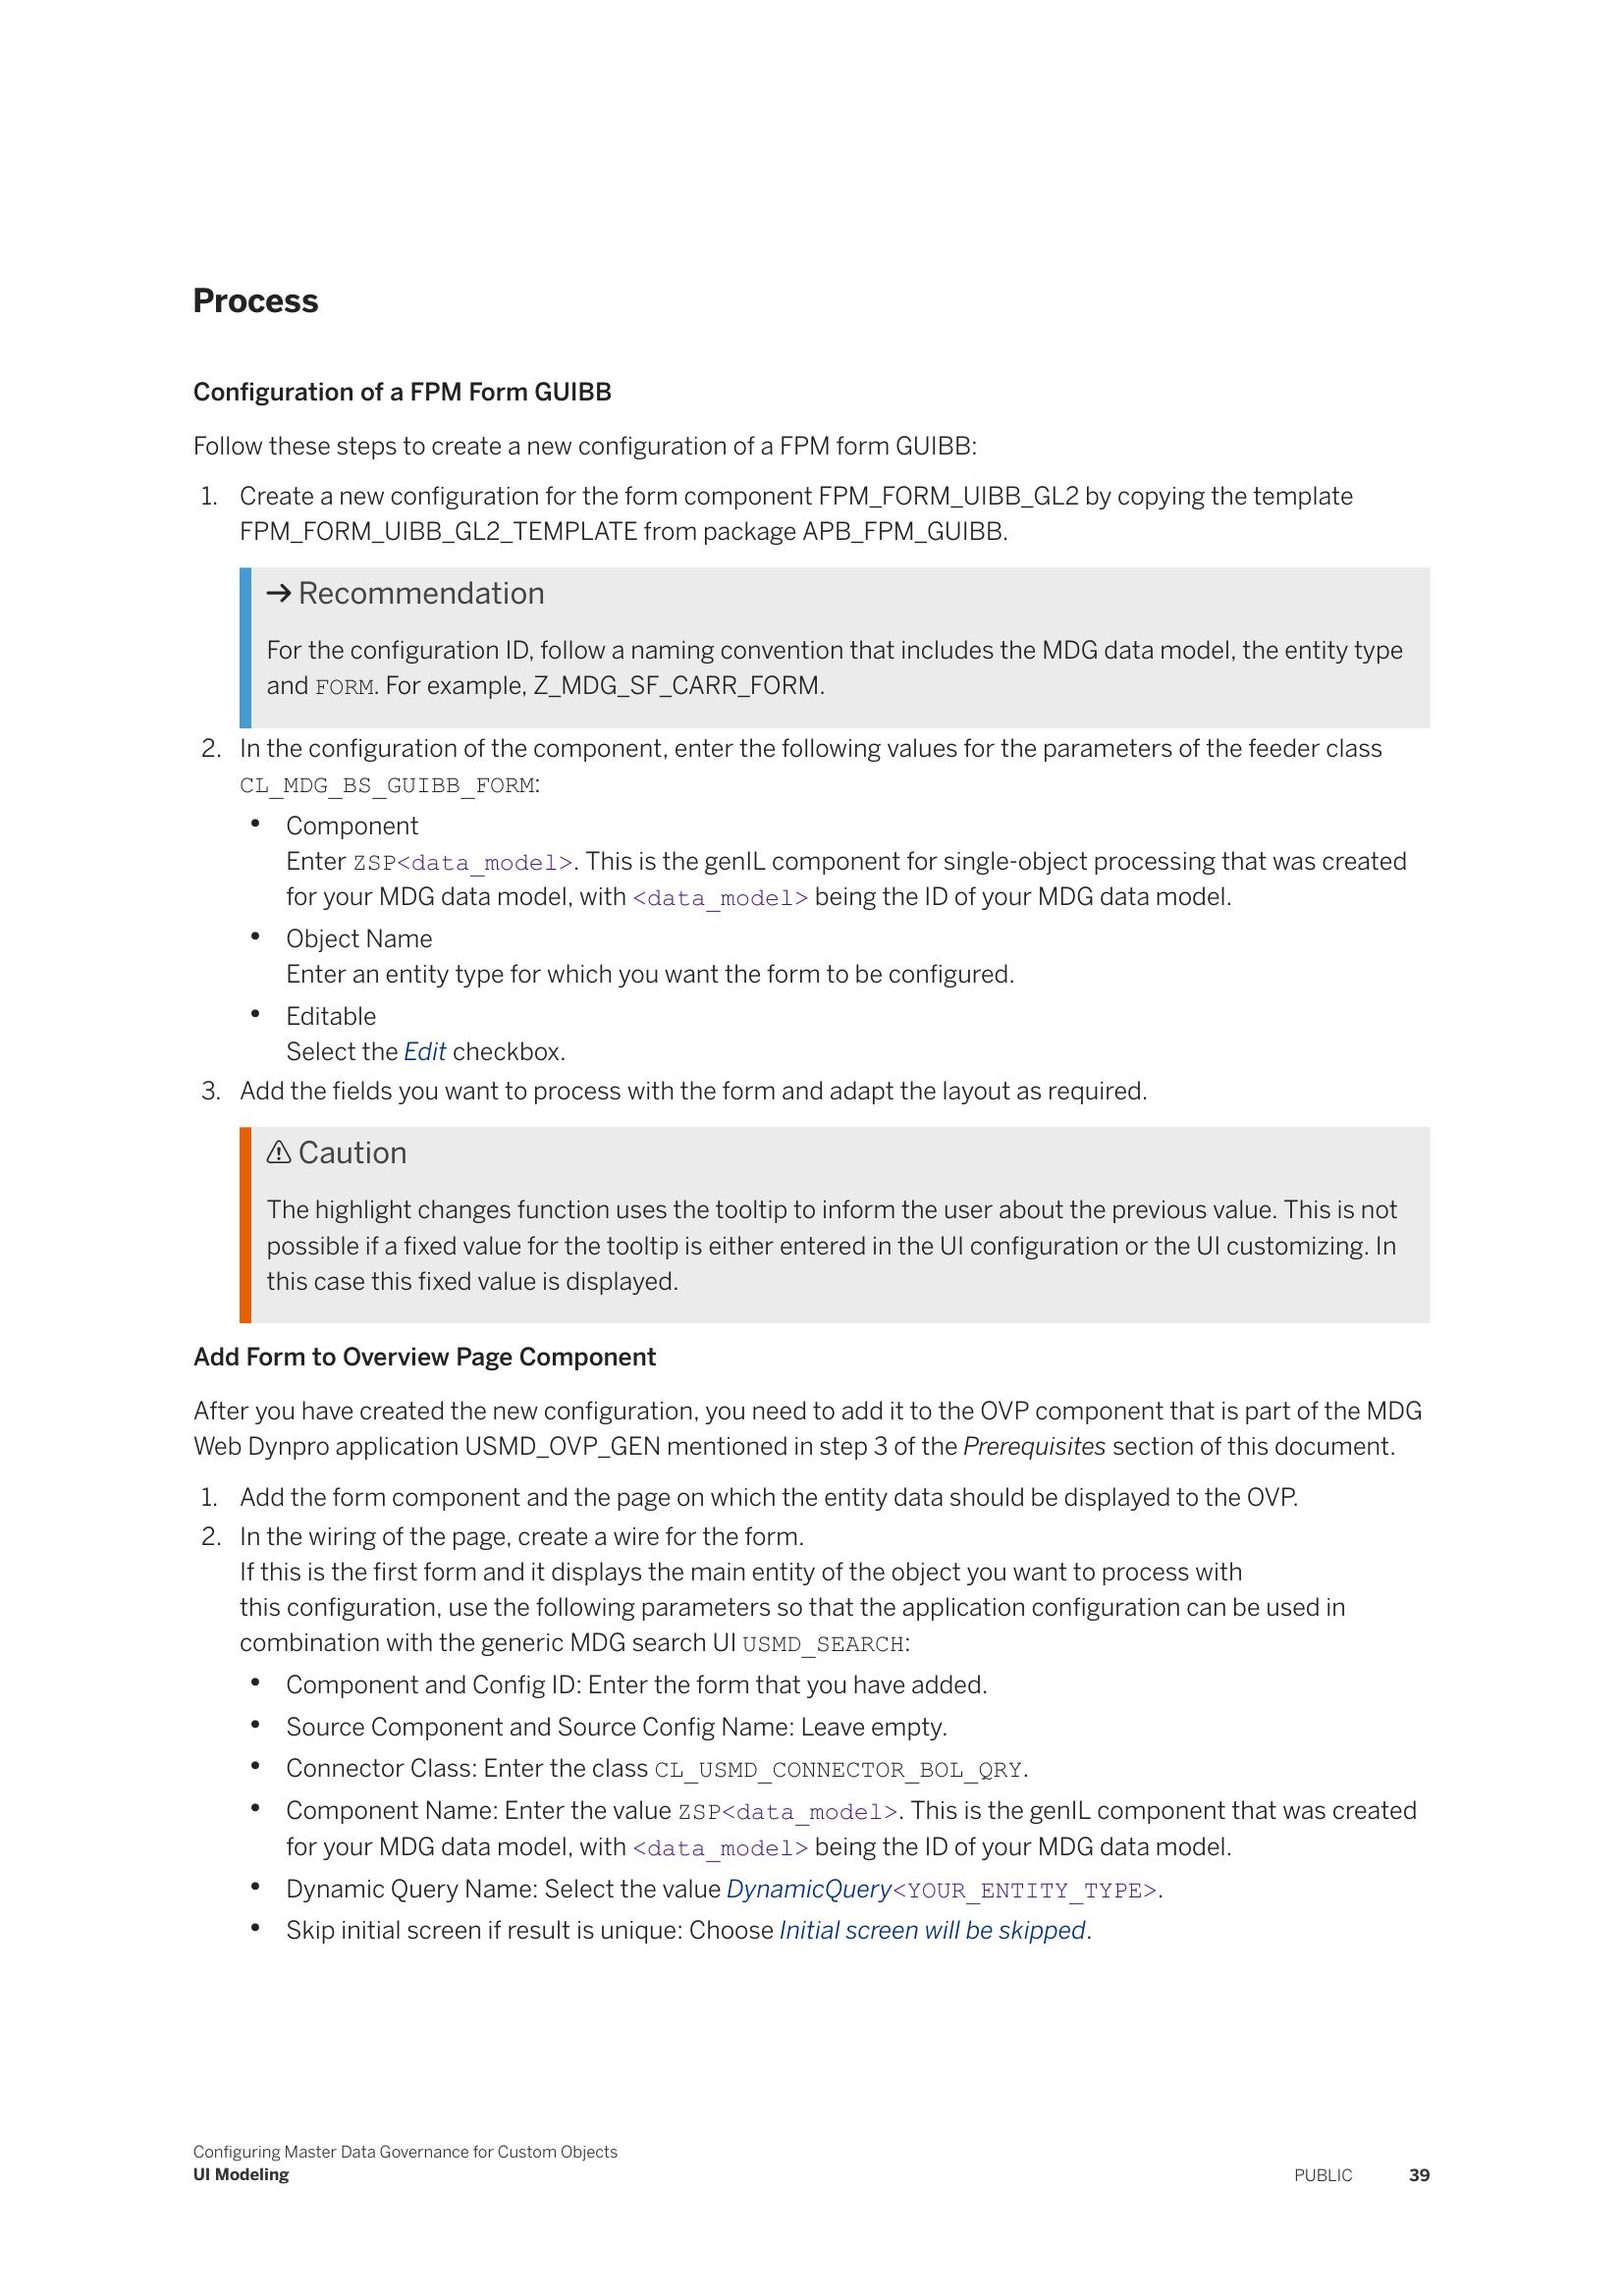 Process
Configuration of a FPM Form GUIBB
Follow these steps to create a new configuration of a FPM form GUIBB:
1. Create a new configuration for the form component FPM_FORM_UIBB_GL2 by copying the template
FPM_FORM_UIBB_GL2_TEMPLATE from package APB_FPM_GUIBB.
→ Recommendation
For the configuration ID, follow a naming convention that includes the MDG data model, the entity type
and FORM. For example, Z_MDG_SF_CARR_FORM.
2. In the configuration of the component, enter the following values for the parameters of the feeder class
CL_MDG_BS_GUIBB_FORM:
• Component
Enter ZSP<data_model>. This is the genIL component for single-object processing that was created
for your MDG data model, with <data_model> being the ID of your MDG data model.
• Object Name
Enter an entity type for which you want the form to be configured.
• Editable
Select the Edit checkbox.
3. Add the fields you want to process with the form and adapt the layout as required.
⚠ Caution
The highlight changes function uses the tooltip to inform the user about the previous value. This is not
possible if a fixed value for the tooltip is either entered in the UI configuration or the UI customizing. In
this case this fixed value is displayed.
Add Form to Overview Page Component
After you have created the new configuration, you need to add it to the OVP component that is part of the MDG
Web Dynpro application USMD_OVP_GEN mentioned in step 3 of the Prerequisites section of this document.
1. Add the form component and the page on which the entity data should be displayed to the OVP.
2. In the wiring of the page, create a wire for the form.
If this is the first form and it displays the main entity of the object you want to process with
this configuration, use the following parameters so that the application configuration can be used in
combination with the generic MDG search UI USMD_SEARCH:
• Component and Config ID: Enter the form that you have added.
• Source Component and Source Config Name: Leave empty.
• Connector Class: Enter the class CL_USMD_CONNECTOR_BOL_QRY.
• Component Name: Enter the value ZSP<data_model>. This is the genIL component that was created
for your MDG data model, with <data_model> being the ID of your MDG data model.
• Dynamic Query Name: Select the value DynamicQuery<YOUR_ENTITY_TYPE>.
• Skip initial screen if result is unique: Choose Initial screen will be skipped.
Configuring Master Data Governance for Custom Objects
UI Modeling
PUBLIC 39